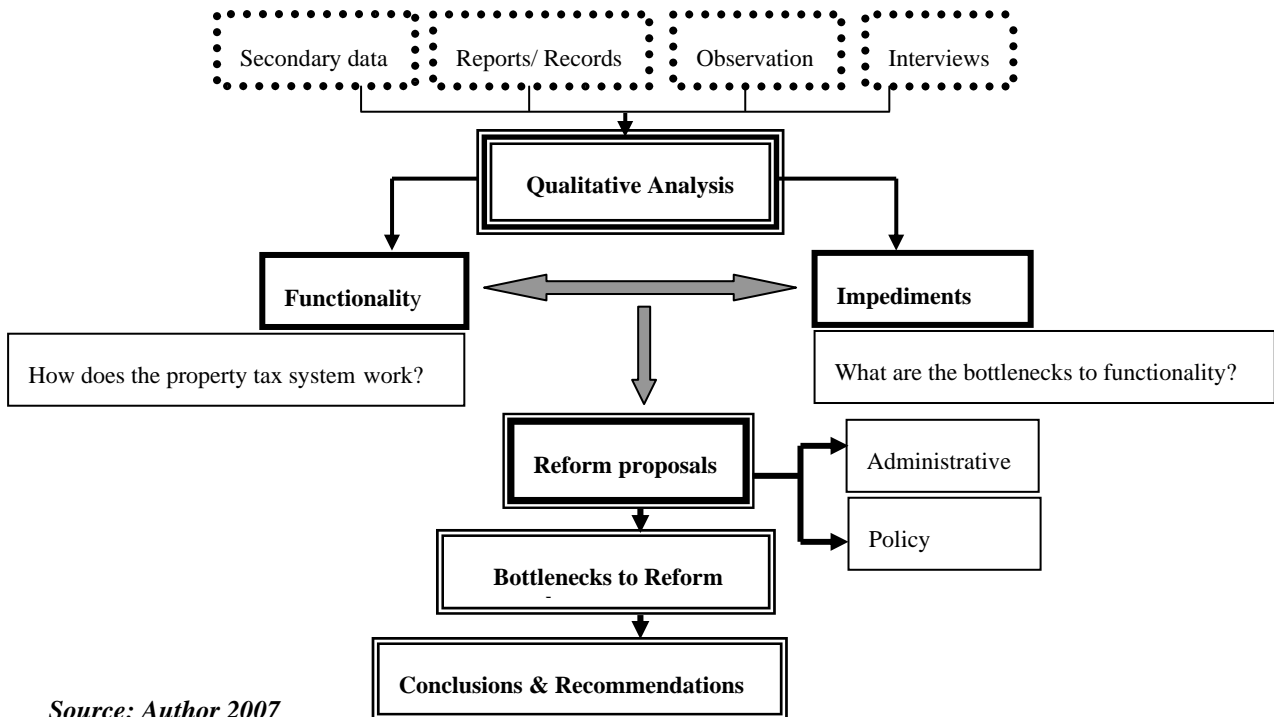 Secondary data
Reports/ Records
Observation
Interviews
Qualitative Analysis
Functionality
Impediments
How does the property tax system work?
What are the bottlenecks to functionality?
Reform proposals
Administrative
Policy
Bottlenecks to Reform
Conclusions & Recommendations
Source: Author 2007